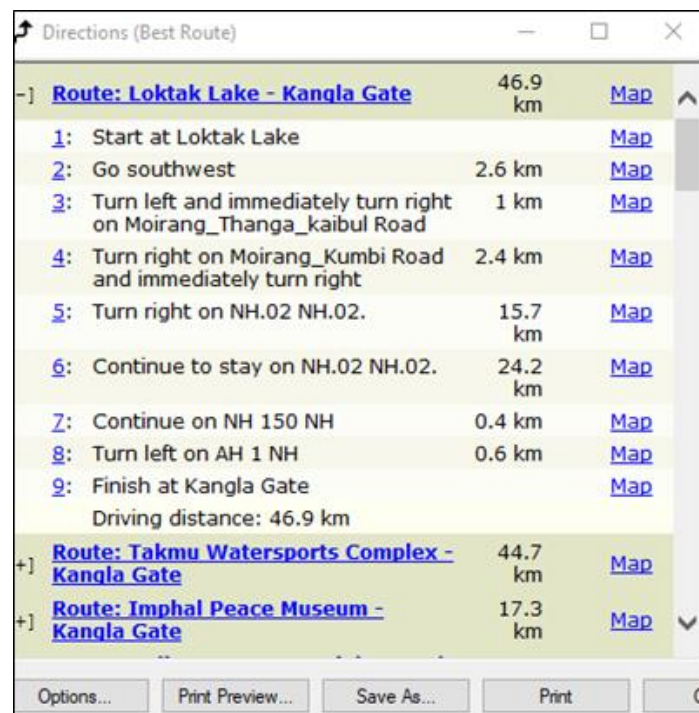 Directions (Best Route)
-] Route: Loktak Lake - Kangla Gate 46.9 km Map
1: Start at Loktak Lake Map
2: Go southwest 2.6 km Map
3: Turn left and immediately turn right 1 km Map
on Moirang_Thanga_kaibul Road
4: Turn right on Moirang_Kumbi Road 2.4 km Map
and immediately turn right
5: Turn right on NH.02 NH.02. 15.7 km Map
6: Continue to stay on NH.02 NH.02. 24.2 km Map
7: Continue on NH 150 NH 0.4 km Map
8: Turn left on AH 1 NH 0.6 km Map
9: Finish at Kangla Gate Map
Driving distance: 46.9 km
+] Route: Takmu Watersports Complex - 44.7 km Map
Kangla Gate
+] Route: Imphal Peace Museum - 17.3 km Map
Kangla Gate
Options... Print Preview... Save As... Print